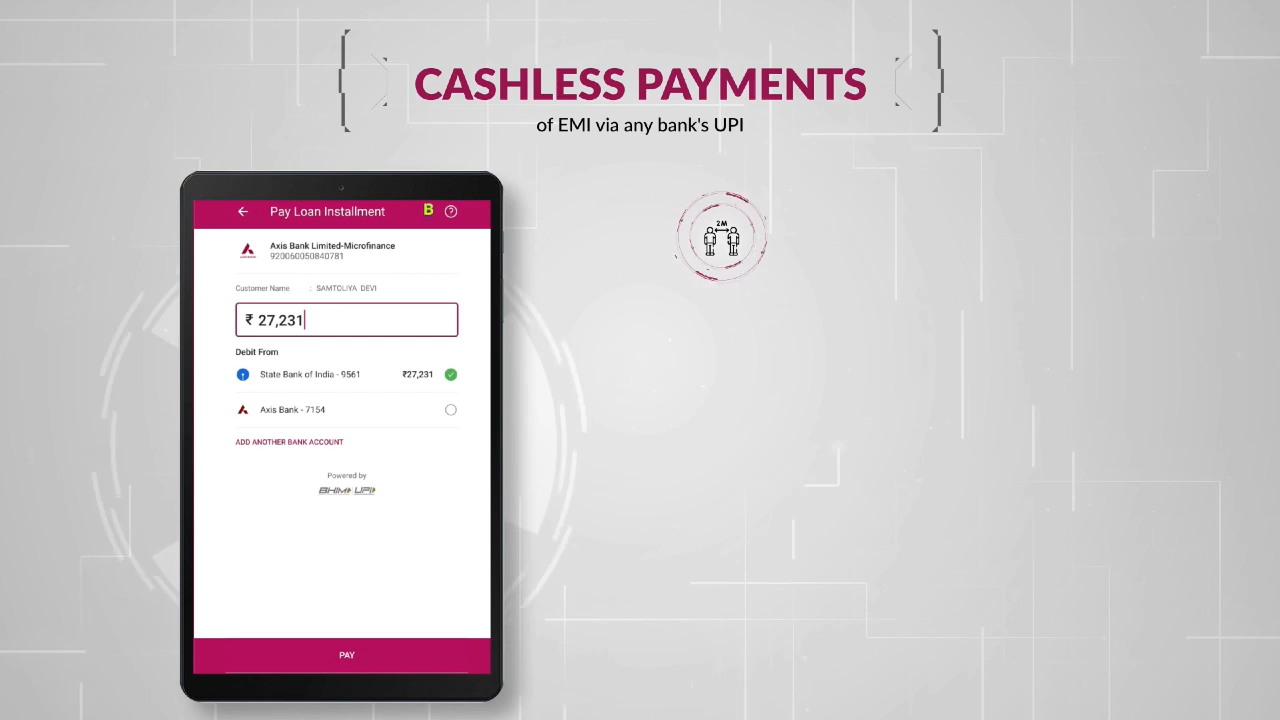 CASHLESS PAYMENTS
of EMI via any bank's UPI
2M
Pay Loan Installment
B
?
Axis Bank Limited-Microfinance
920060050840781
Customer Name : SAMTOLIYA DEVI
₹ 27,231
Debit From
State Bank of India - 9561 ₹27,231
Axis Bank - 7154
ADD ANOTHER BANK ACCOUNT
Powered by
BHIM UPI
PAY